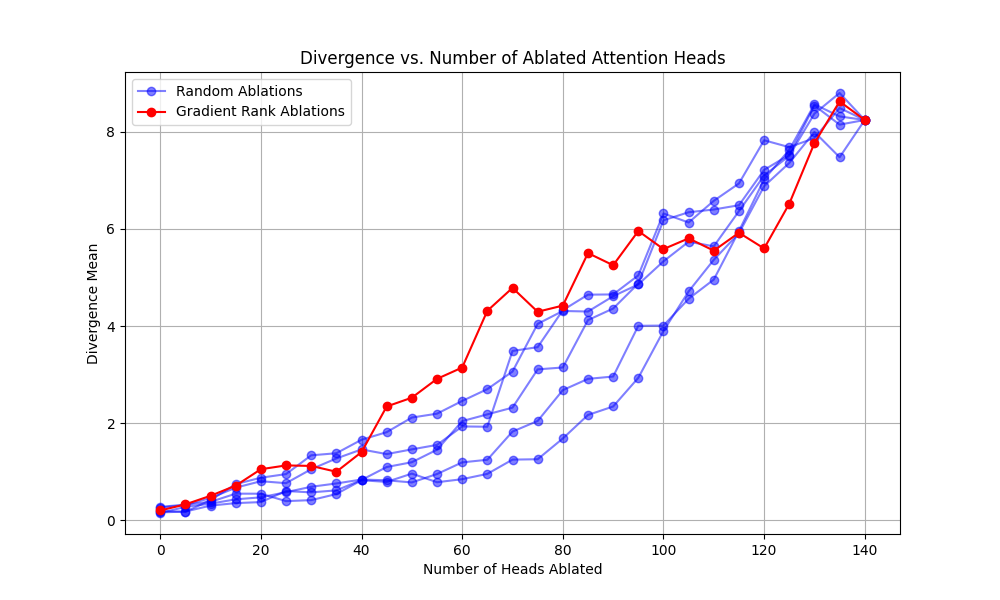 Divergence vs. Number of Ablated Attention Heads
Random Ablations
Gradient Rank Ablations
Divergence Mean
8
6
4
2
0
0 20 40 60 80 100 120 140
Number of Heads Ablated